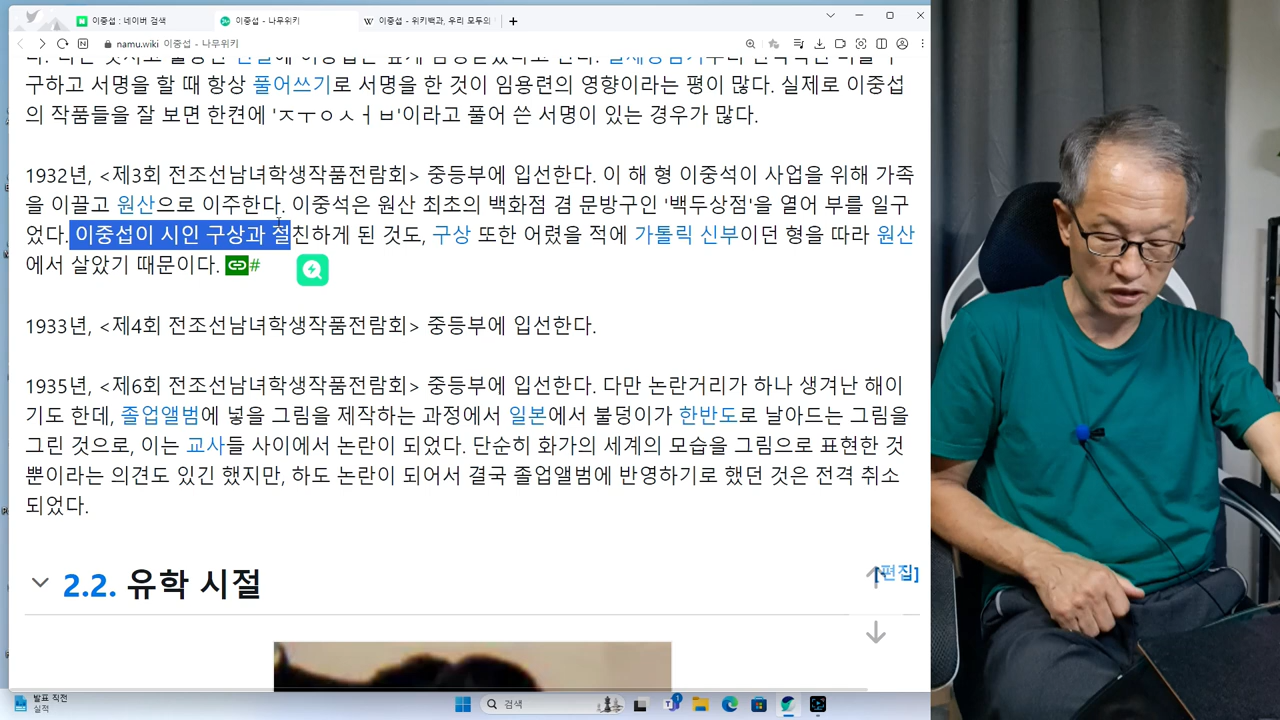 이중섭 : 네이버 검색
이중섭 - 나무위키
이중섭 - 위키백과, 우리 모두의
namu.wiki 이중섭 - 나무위키
구하고 서명을 할 때 항상 풀어쓰기로 서명을 한 것이 임용련의 영향이라는 평이 많다. 실제로 이중섭
의 작품들을 잘 보면 한켠에 'ㅈㅜㅇㅅㅓㅂ'이라고 풀어 쓴 서명이 있는 경우가 많다.
1932년, <제3회 전조선남녀학생작품전람회> 중등부에 입선한다. 이 해 형 이중석이 사업을 위해 가족
을 이끌고 원산으로 이주한다. 이중석은 원산 최초의 백화점 겸 문방구인 '백두상점'을 열어 부를 일구
었다. 이중섭이 시인 구상과 절친하게 된 것도, 구상 또한 어렸을 적에 가톨릭 신부이던 형을 따라 원산
에서 살았기 때문이다. #
1933년, <제4회 전조선남녀학생작품전람회> 중등부에 입선한다.
1935년, <제6회 전조선남녀학생작품전람회> 중등부에 입선한다. 다만 논란거리가 하나 생겨난 해이
기도 한데, 졸업앨범에 넣을 그림을 제작하는 과정에서 일본에서 불덩이가 한반도로 날아드는 그림을
그린 것으로, 이는 교사들 사이에서 논란이 되었다. 단순히 화가의 세계의 모습을 그림으로 표현한 것
뿐이라는 의견도 있긴 했지만, 하도 논란이 되어서 결국 졸업앨범에 반영하기로 했던 것은 전격 취소
되었다.
2.2. 유학 시절
[편집]
발표 직전
실적
검색